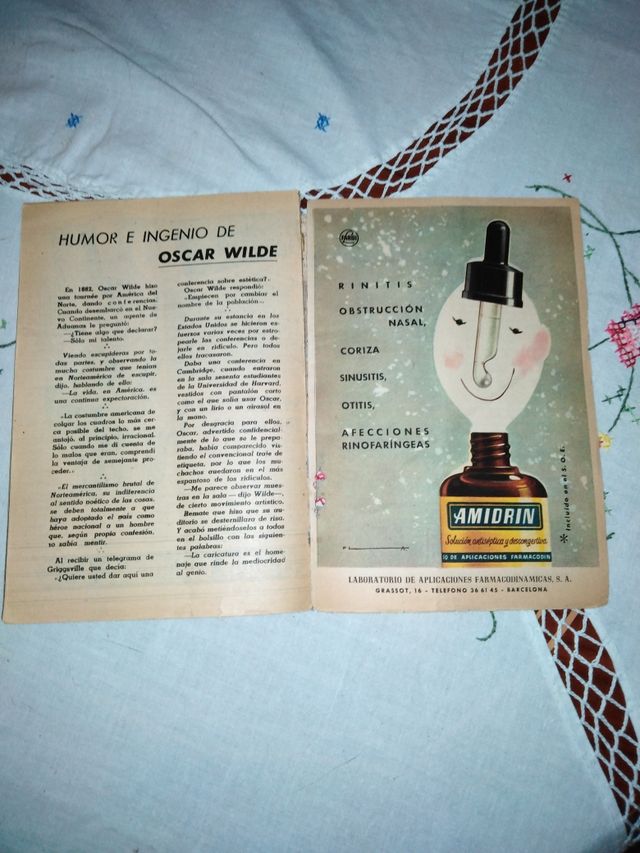 HUMOR E INGENIO DE
OSCAR WILDE
En 1882, Oscar Wilde hizo
una tournée por América del
Norte, dando conferencias.
Cuando desembarcó en el Nue-
vo Continente, un agente de
Aduanas le preguntó:
—¿Tiene algo que declarar?
—Sólo mi talento.
Viendo escupideras por to-
das partes, y observando la
mucha costumbre que tenían
en Norteamérica de escupir,
dijo, hablando de ello:
—La vida, en América, es
una continua expectoración.
«La costumbre americana de
colgar los cuadros lo más cer-
ca posible del techo, se me
antojó, al principio, irracional.
Sólo cuando me di cuenta de
lo malos que eran, comprendí
la ventaja de semejante proce-
der.»
«El mercantilismo brutal de
Norteamérica, su indiferencia
al sentido poético de las cosas,
se deben totalmente a que
haya adoptado el país como
héroe nacional a un hombre
que, según propia confesión,
no sabía mentir.
Al recibir un telegrama de
Griggsville que decía:
«¿Quiere usted dar aquí una
conferencia sobre estética?»
Oscar Wilde respondió:
«Empiecen por cambiar el
nombre de la población.»
Durante su estancia en los
Estados Unidos se hicieron es-
fuerzos varias veces por estro-
pearle las conferencias o de-
jarle en ridículo. Pero todos
ellos fracasaron.
Daba una conferencia en
Cambridge, cuando entraron
en la sala sesenta estudiantes
de la Universidad de Harvard,
vestidos con pantalón corto
como el que solía usar Oscar,
y con un lirio o un girasol en
la mano.
Por desgracia para ellos,
Oscar, advertido confidencial-
mente de lo que se le prepa-
raba, había comparecido vis-
tiendo el convencional traje de
etiqueta, por lo que los mu-
chachos quedaron en el más
espantoso de los ridículos.
—Me parece observar mues-
tras en la sala —dijo Wilde—,
de cierto movimiento artístico.
Remate que hizo que su au-
ditorio se desternillara de risa.
Y acabó metiéndoselos a todos
en el bolsillo con las siguien-
tes palabras:
—La caricatura es el home-
naje que rinde la mediocridad
al genio.
FARDE
RINITIS
OBSTRUCCIÓN
NASAL,
CORIZA
SINUSITIS,
OTITIS,
AFECCIONES
RINOFARÍNGEAS
AMIDRIN
Solución antiséptica y descongestiva
IO DE APLICACIONES FARMACODIN
* Incluido en el S.O.E.
LABORATORIO DE APLICACIONES FARMACODINAMICAS, S. A.
GRASSOT, 16 - TELEFONO 36 61 45 - BARCELONA